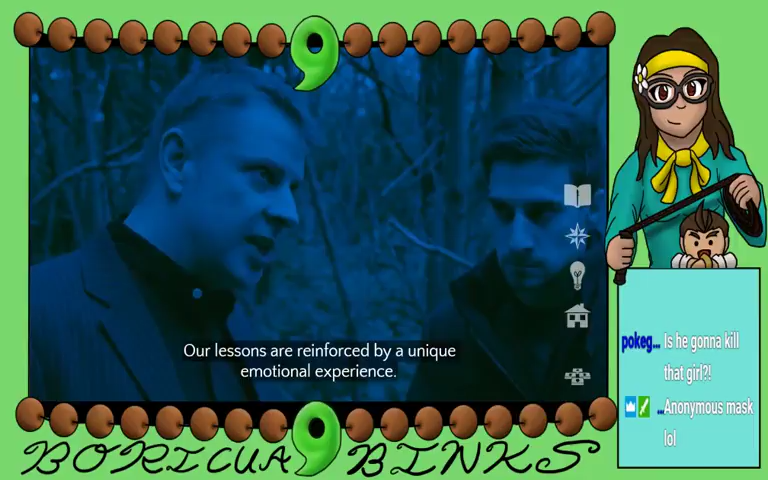 Our lessons are reinforced by a unique
emotional experience.
pokeg... Is he gonna kill
that girl?!
...Anonymous mask
lol
BORICUA BINKS